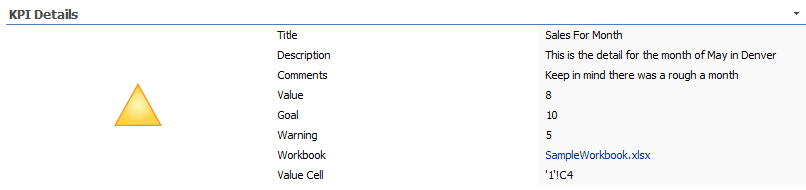 KPI Details
Title Sales For Month
Description This is the detail for the month of May in Denver
Comments Keep in mind there was a rough a month
Value 8
Goal 10
Warning 5
Workbook SampleWorkbook.xlsx
Value Cell '1'!C4